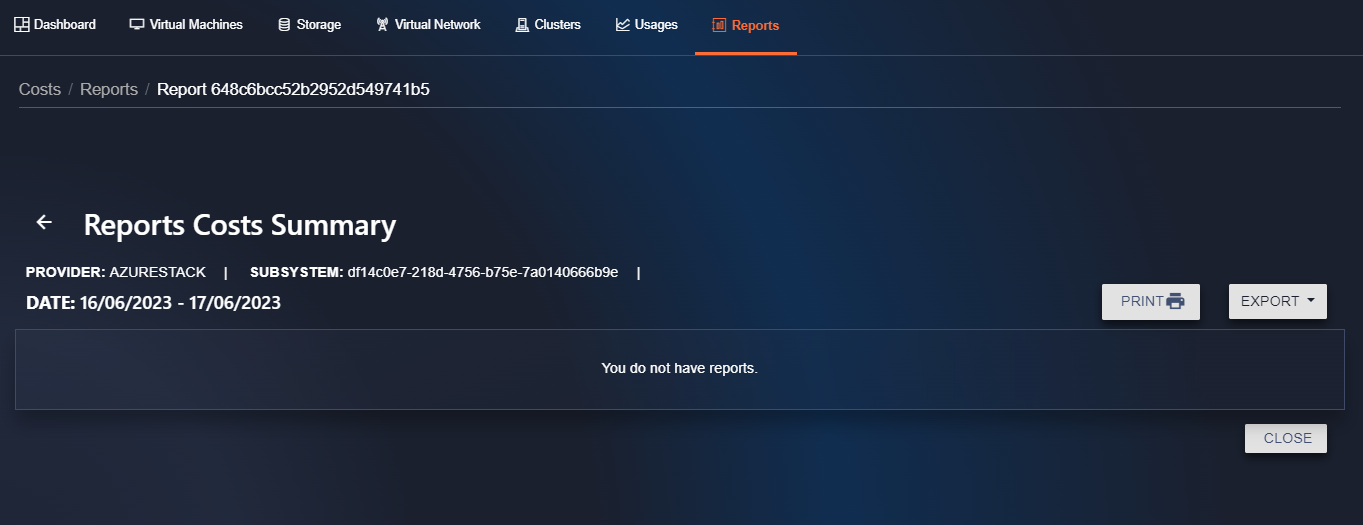 Dashboard Virtual Machines Storage Virtual Network Clusters Usages Reports
Costs / Reports / Report 648c6bcc52b2952d549741b5
Reports Costs Summary
PROVIDER: AZURESTACK | SUBSYSTEM: df14c0e7-218d-4756-b75e-7a0140666b9e |
DATE: 16/06/2023 - 17/06/2023
PRINT EXPORT
You do not have reports.
CLOSE